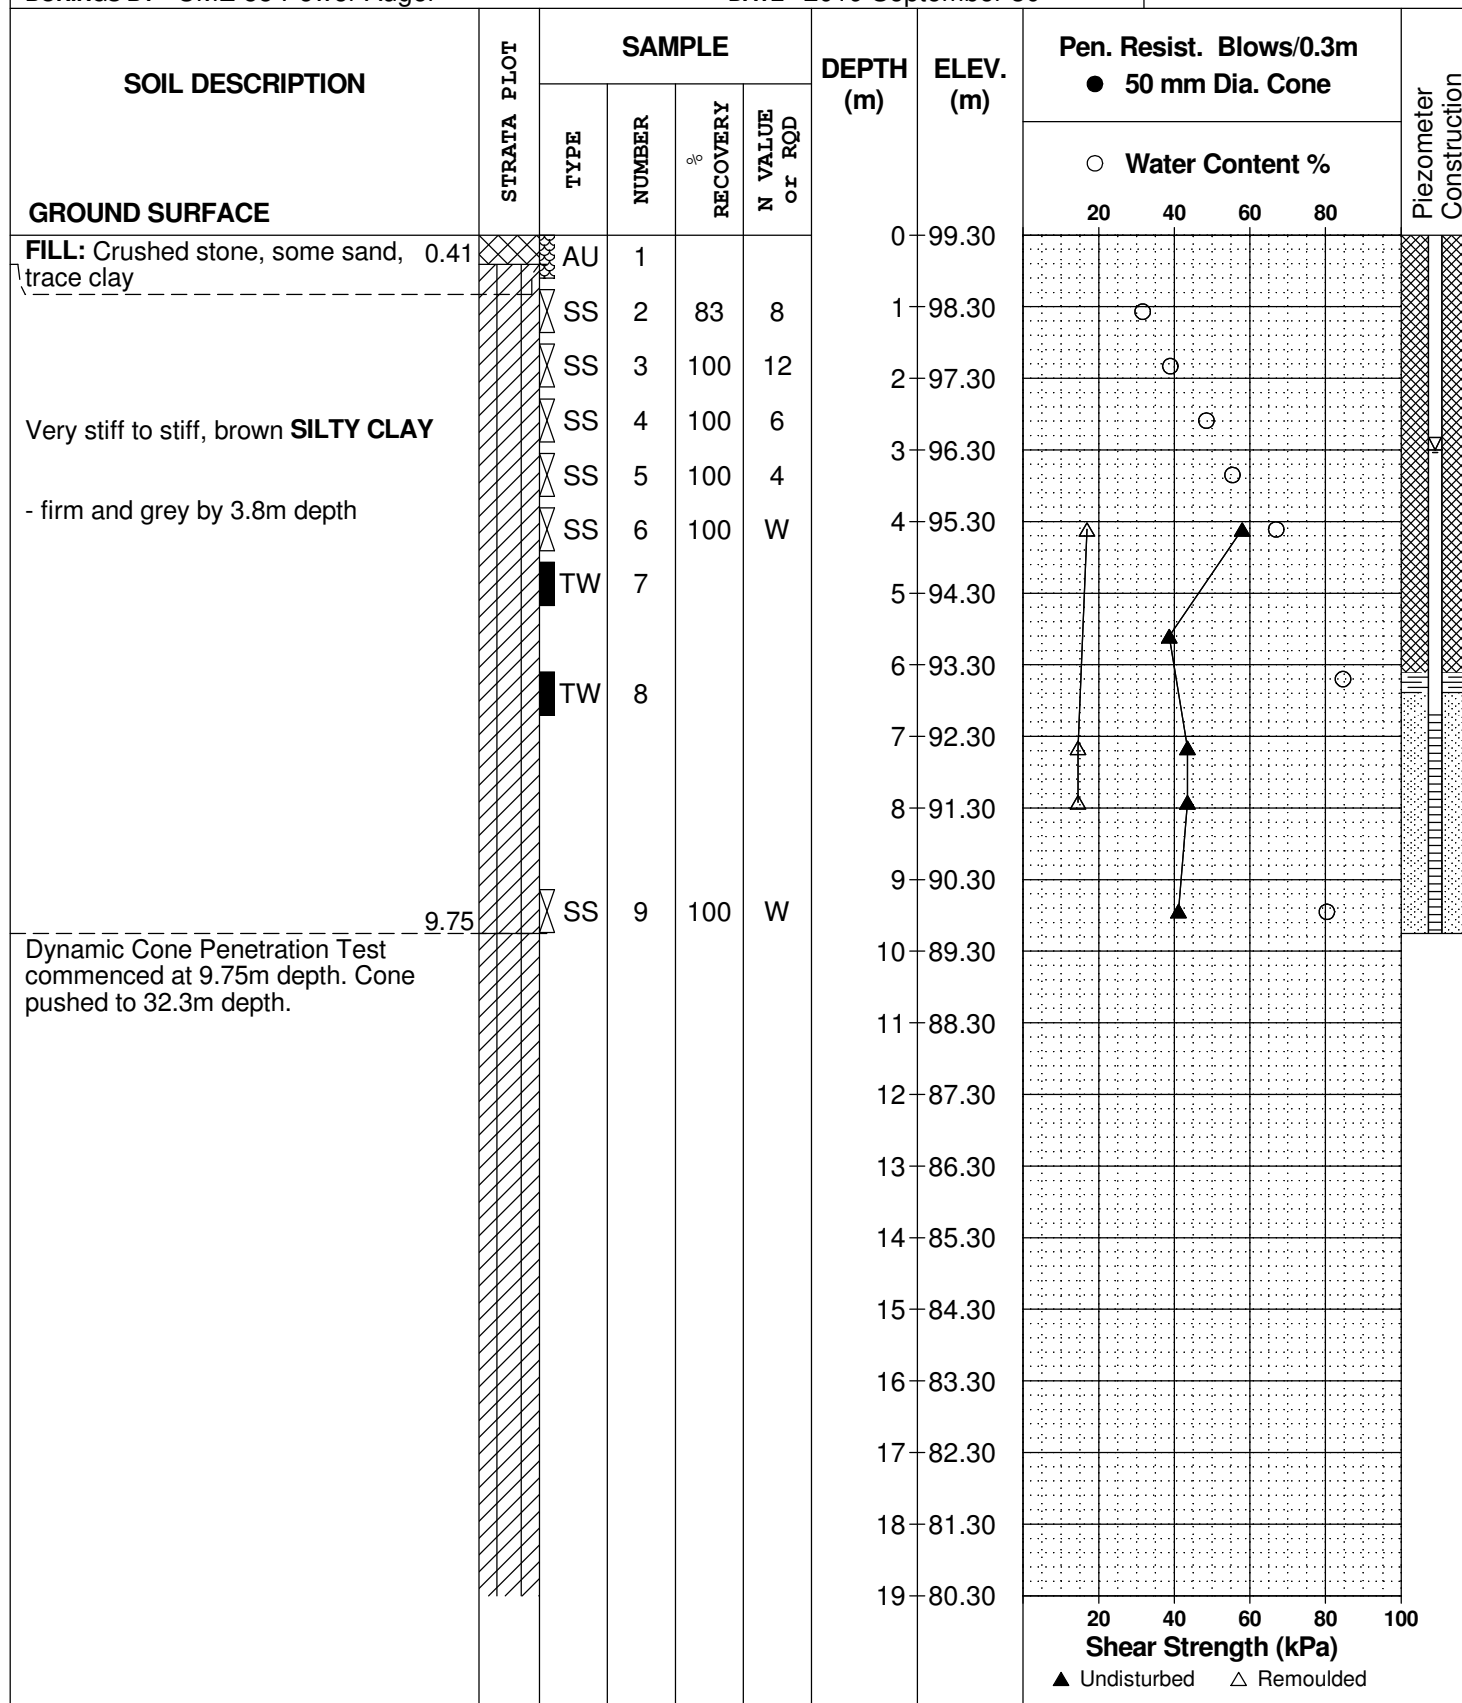 SOIL DESCRIPTION
GROUND SURFACE
STRATA PLOT
SAMPLE
TYPE
NUMBER
%
RECOVERY
N VALUE
or RQD
DEPTH
(m)
ELEV.
(m)
Pen. Resist. Blows/0.3m
● 50 mm Dia. Cone
○ Water Content %
20 40 60 80
Piezometer
Construction
FILL: Crushed stone, some sand, 0.41
trace clay
Very stiff to stiff, brown SILTY CLAY
- firm and grey by 3.8m depth
9.75
Dynamic Cone Penetration Test
commenced at 9.75m depth. Cone
pushed to 32.3m depth.
AU 1
SS 2 83 8
SS 3 100 12
SS 4 100 6
SS 5 100 4
SS 6 100 W
TW 7
TW 8
SS 9 100 W
0 99.30
1 98.30
2 97.30
3 96.30
4 95.30
5 94.30
6 93.30
7 92.30
8 91.30
9 90.30
10 89.30
11 88.30
12 87.30
13 86.30
14 85.30
15 84.30
16 83.30
17 82.30
18 81.30
19 80.30
20 40 60 80 100
Shear Strength (kPa)
▲ Undisturbed △ Remoulded